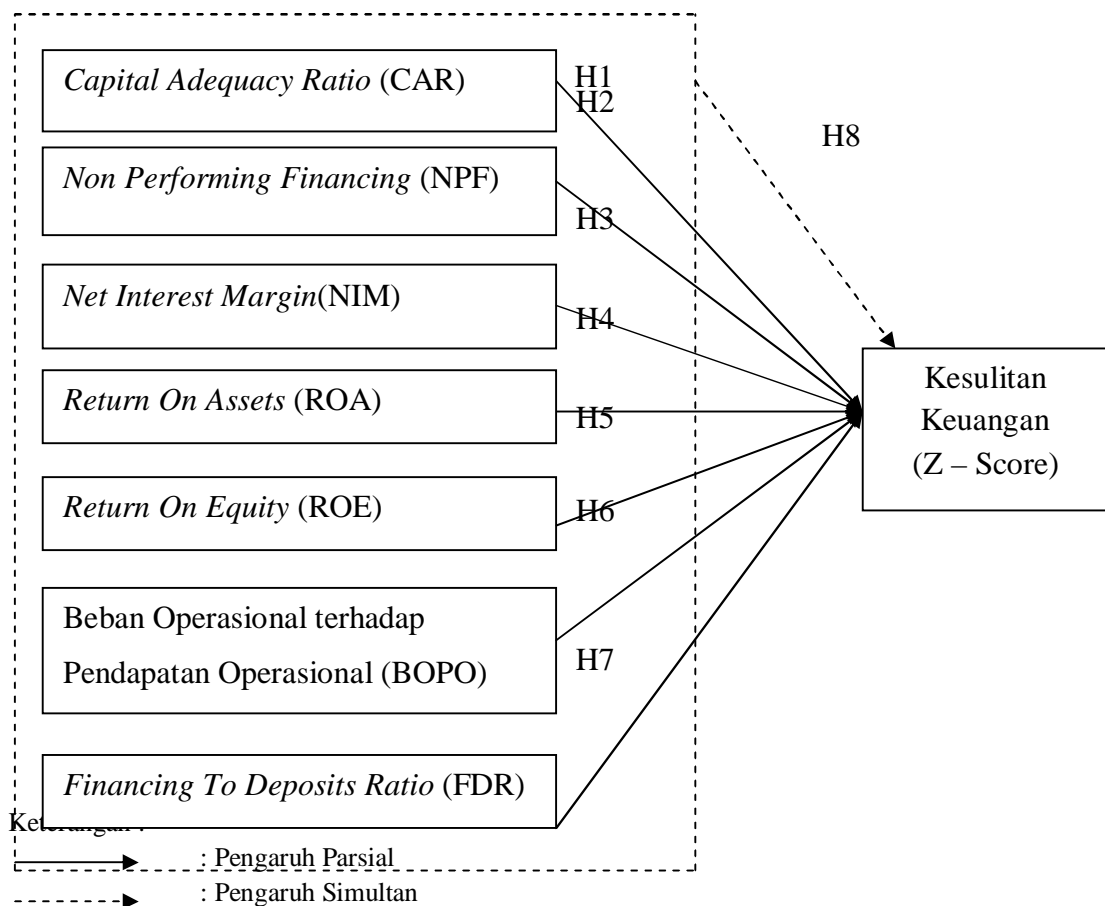 Capital Adequacy Ratio (CAR)
H1
H2
H8
Non Performing Financing (NPF)
H3
Net Interest Margin(NIM)
H4
Return On Assets (ROA)
H5
Kesulitan
Keuangan
(Z – Score)
Return On Equity (ROE)
H6
Beban Operasional terhadap
Pendapatan Operasional (BOPO)
H7
Financing To Deposits Ratio (FDR)
Keterangan :
: Pengaruh Parsial
: Pengaruh Simultan